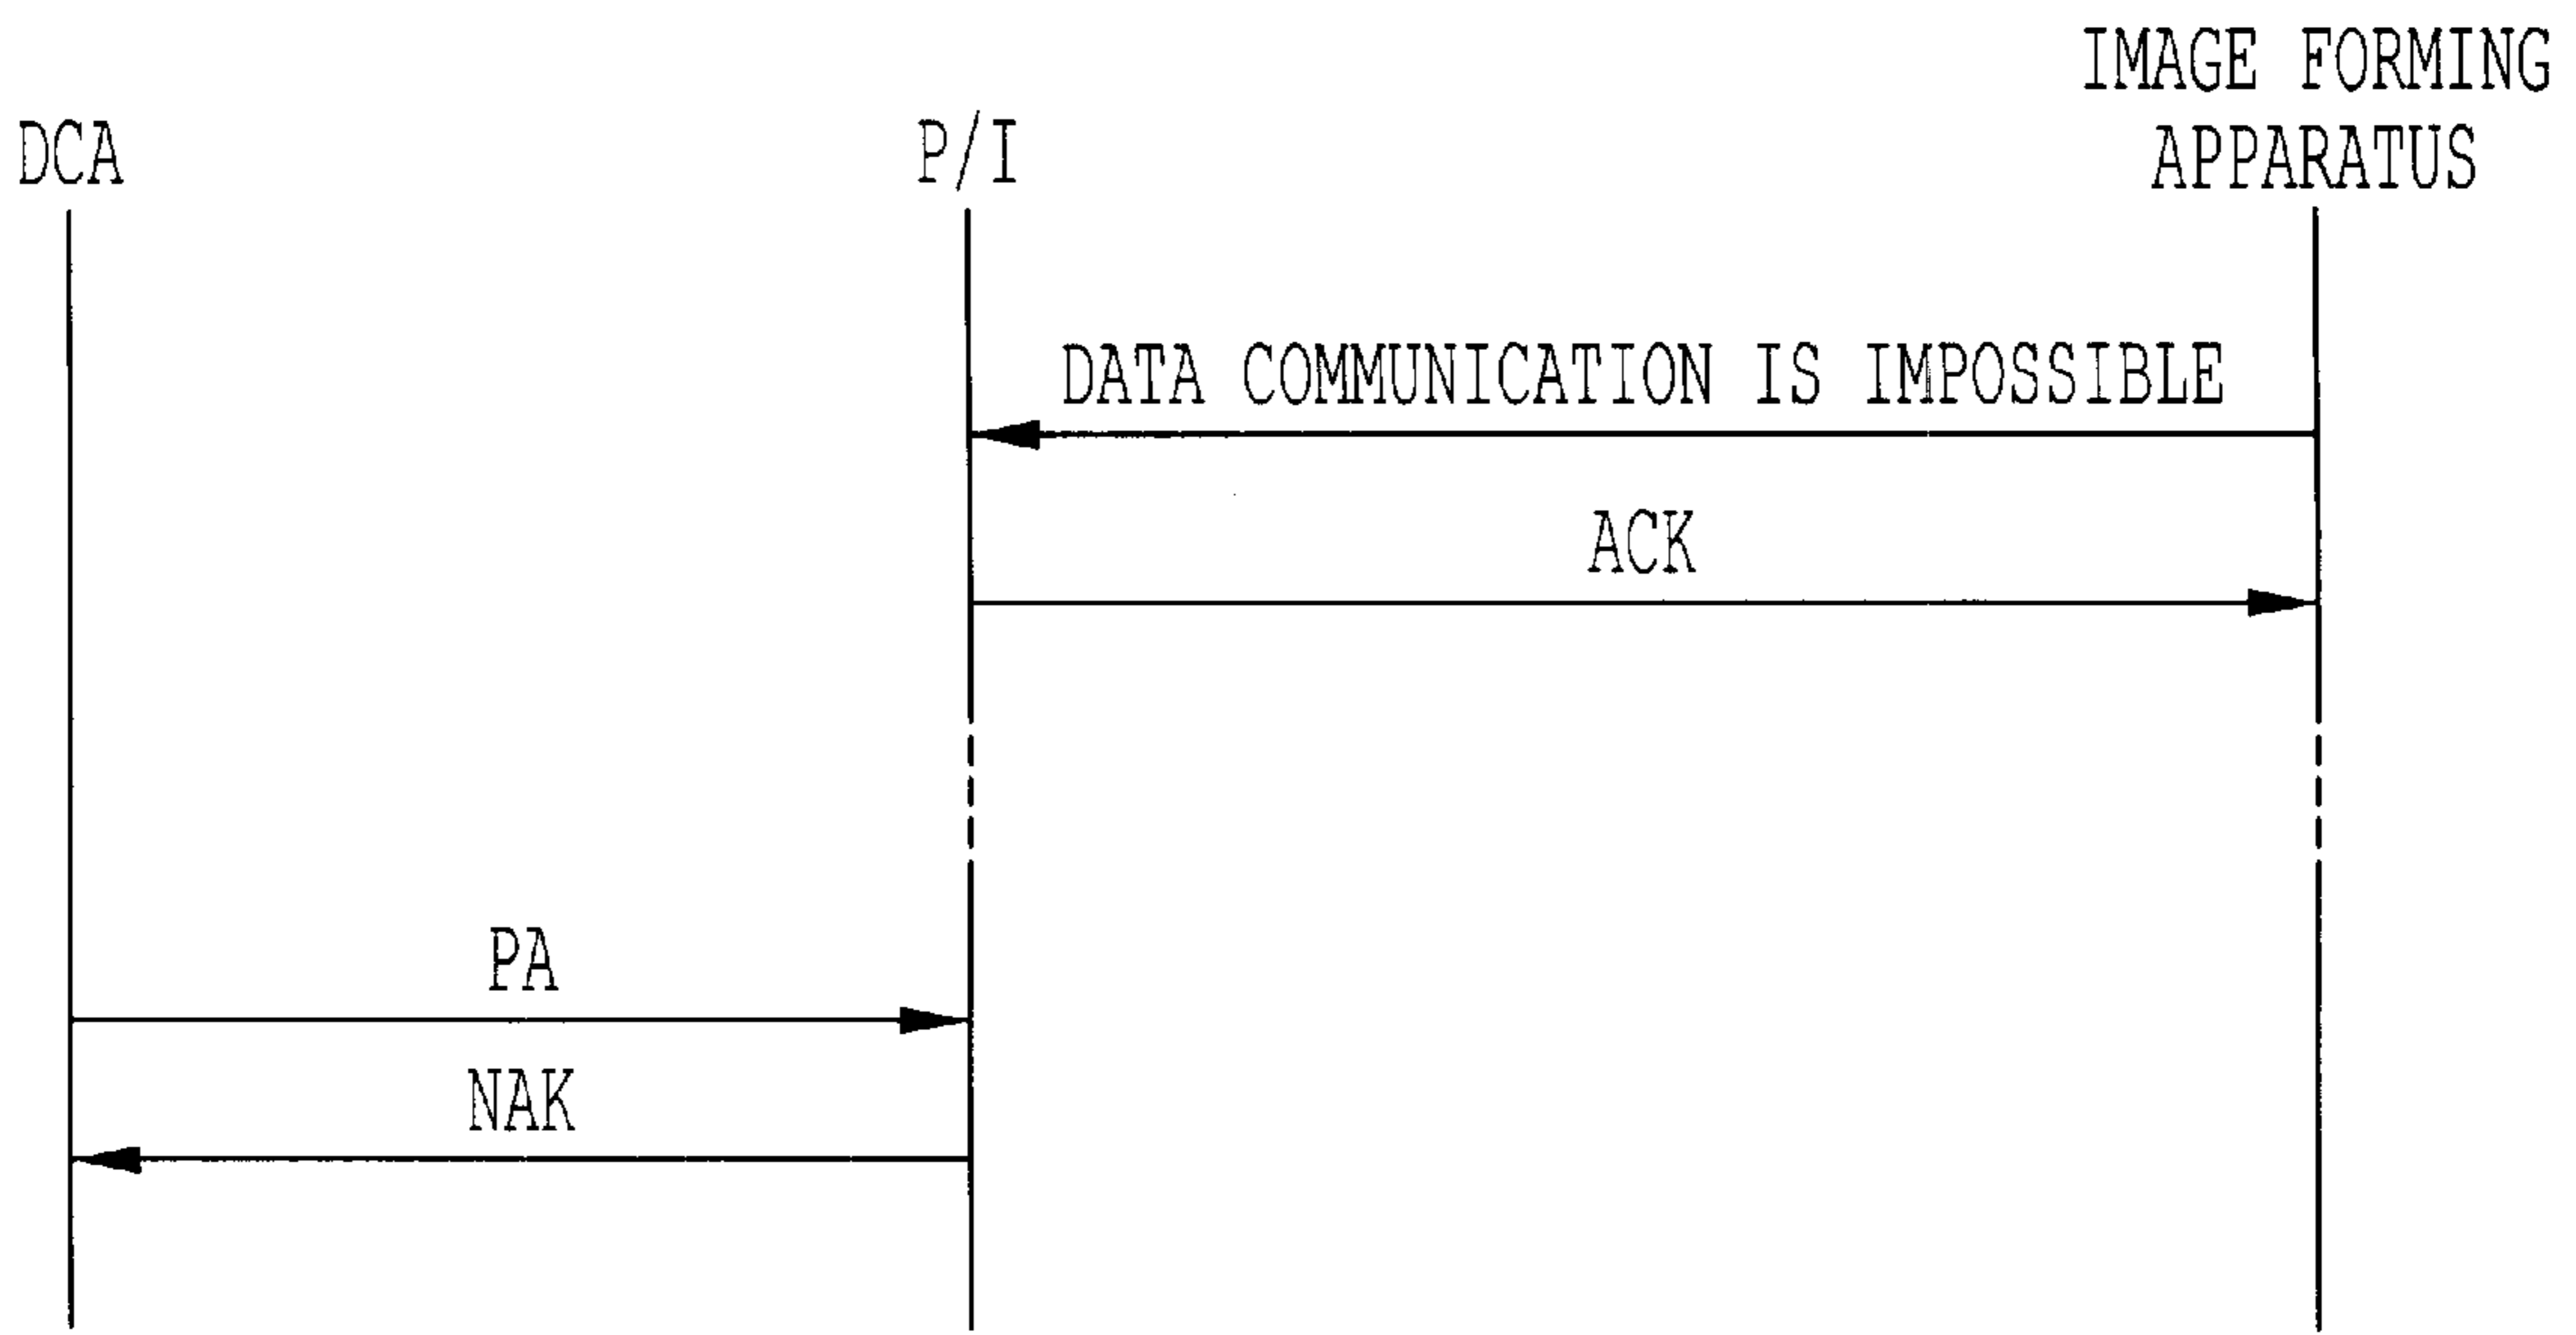 IMAGE FORMING
APPARATUS
DCA
P/I
DATA COMMUNICATION IS IMPOSSIBLE
ACK
PA
NAK